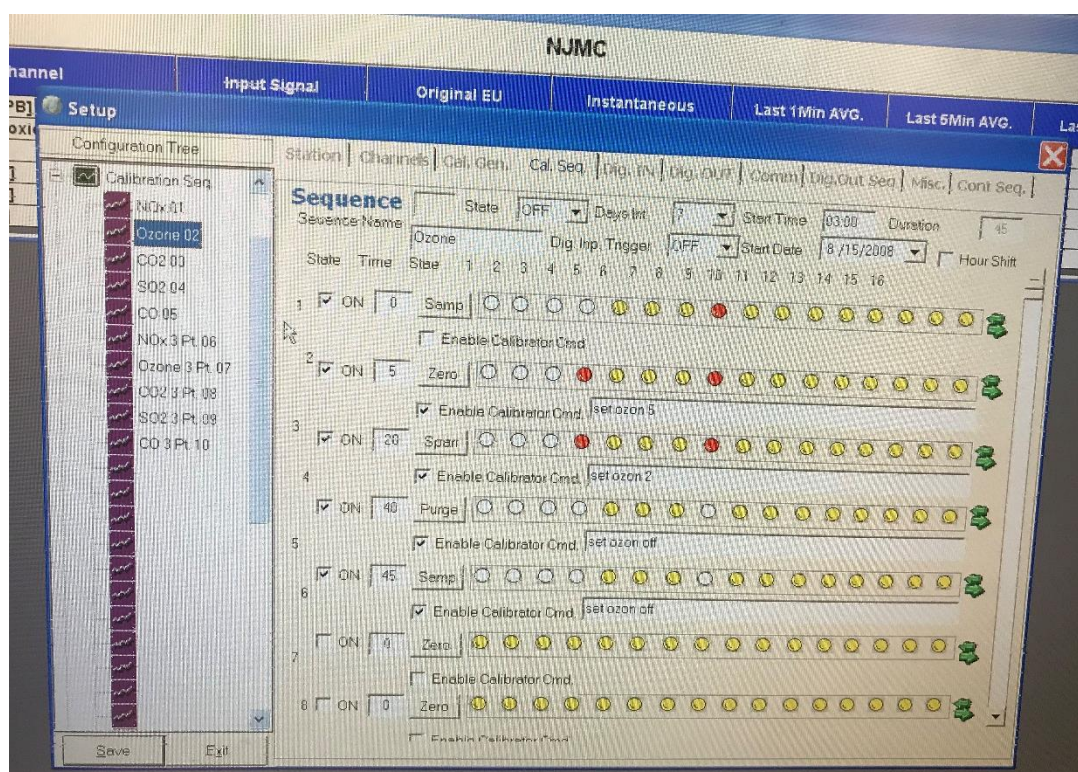 NJMC
Input Signal Original EU Instantaneous Last 1Min AVG. Last 5Min AVG.
Setup
Configuration Tree
Station Channels Cal. Gen. Cal. Seq. Dig. IN Dig. OUT Comm Dig.Out Seq Misc. Cont Seq.
Calibration Seq
NOx 01
Ozone 02
CO2 03
SO2 04
CO 05
NOx 3 Pt. 06
Ozone 3 Pt. 07
CO2 3 Pt. 08
SO2 3 Pt. 09
CO 3 Pt. 10
Sequence State OFF Days Int. Start Time 03:00 Duration 45
Seuence Name Ozone Dig. Inp. Trigger OFF Start Date 8 /15/2008 Hour Shift
State Time Stae 1 2 3 4 5 6 7 8 9 10 11 12 13 14 15 16
1 ON 0 Samp
Enable Calibrator Cmd.
2 ON 5 Zero
Enable Calibrator Cmd. set ozon 5
3 ON 20 Span
Enable Calibrator Cmd. set ozon 2
4 ON 40 Purge
Enable Calibrator Cmd. set ozon off
5 ON 45 Samp
Enable Calibrator Cmd. set ozon off
6 ON 0 Zero
Enable Calibrator Cmd.
7
8 ON 0 Zero
Enable Calibrator Cmd.
Save Exit